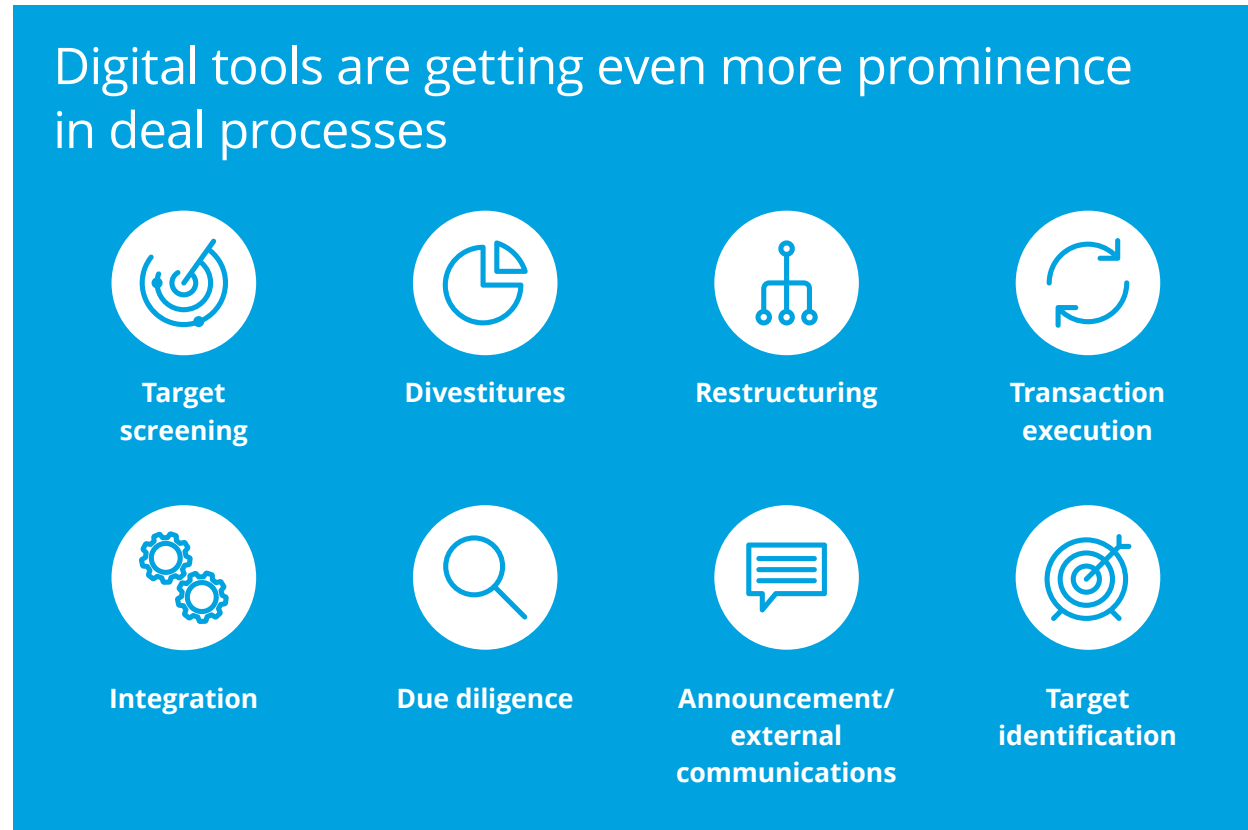 Digital tools are getting even more prominence
in deal processes
Target
screening
Divestitures
Restructuring
Transaction
execution
Integration
Due diligence
Announcement/
external
communications
Target
identification